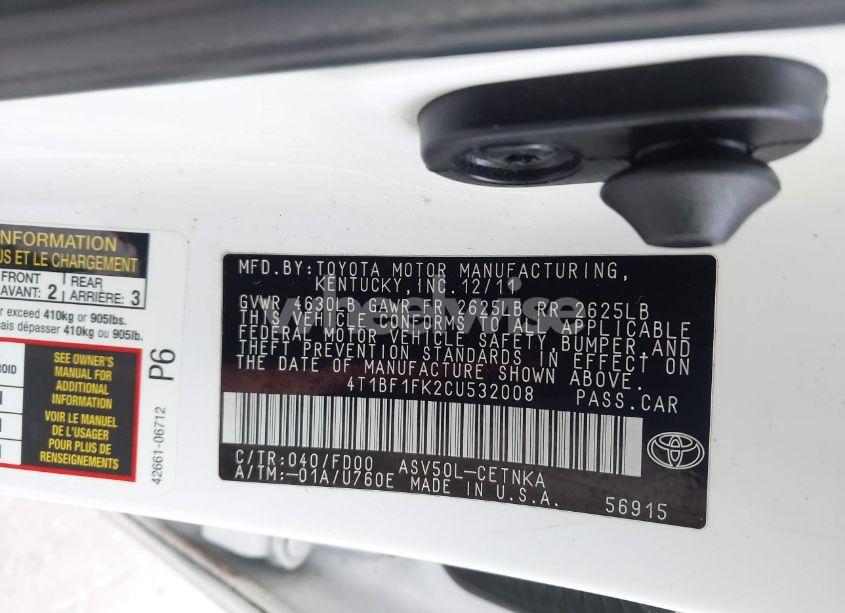 INFORMATION
US ET LE CHARGEMENT
FRONT
AVANT: 2
REAR
ARRIÈRE: 3
r exceed 410kg or 905lbs.
mais dépasser 410kg ou 905lb.
ROID
SEE OWNER'S
MANUAL FOR
ADDITIONAL
INFORMATION
VOIR LE MANUEL
DE L'USAGER
POUR PLUS DE
RENSEIGNEMENTS
P6
42661-06712
MFD.BY: TOYOTA MOTOR MANUFACTURING,
KENTUCKY, INC. 12/11
GVWR 4630LB GAWR FR 2625LB RR 2625LB
THIS VEHICLE CONFORMS TO ALL APPLICABLE
FEDERAL MOTOR VEHICLE SAFETY, BUMPER, AND
THEFT PREVENTION STANDARDS IN EFFECT ON
THE DATE OF MANUFACTURE SHOWN ABOVE.
4T1BF1FK2CU532008 PASS.CAR
C/TR:040/FD00 ASV50L-CETNKA
A/TM:-01A/U760E MADE IN U.S.A.
56915
wheelwise